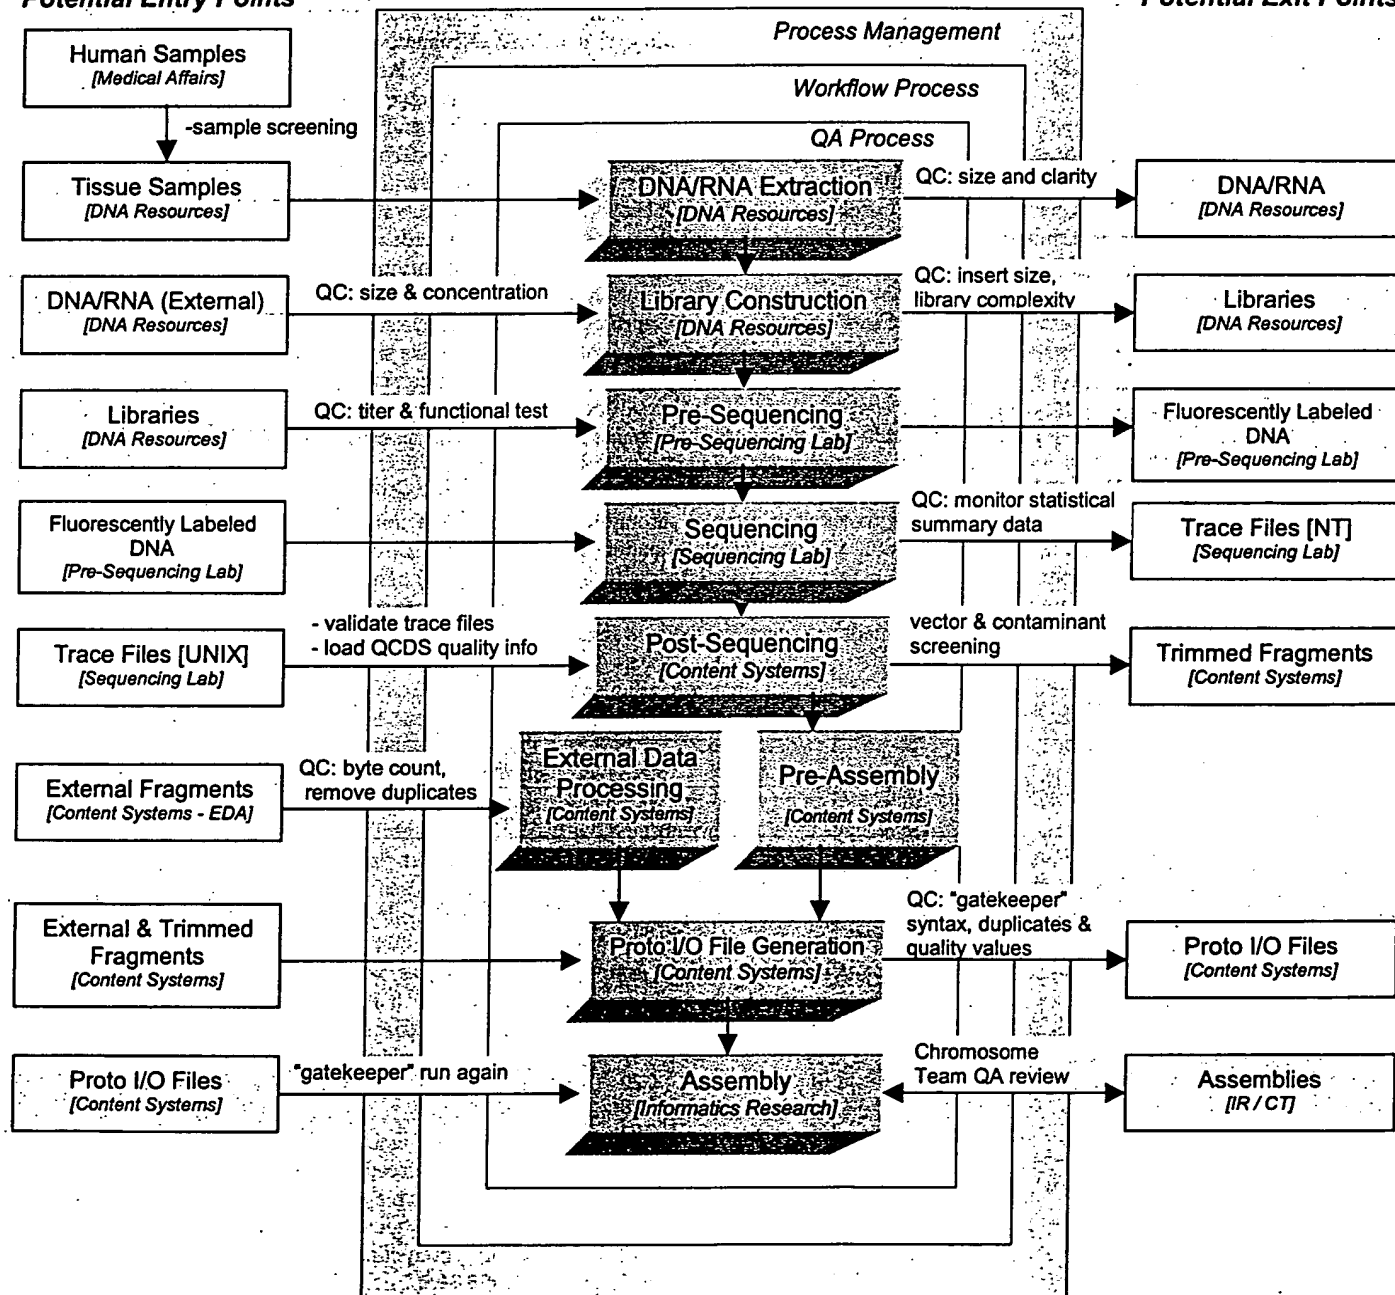 Potential Entry Points
Potential Exit Points
Process Management
Workflow Process
QA Process
Human Samples
[Medical Affairs]
-sample screening
Tissue Samples
[DNA Resources]
DNA/RNA Extraction
[DNA Resources]
QC: size and clarity
DNA/RNA
[DNA Resources]
DNA/RNA (External)
[DNA Resources]
QC: size & concentration
Library Construction
[DNA Resources]
QC: insert size,
library complexity
Libraries
[DNA Resources]
Libraries
[DNA Resources]
QC: titer & functional test
Pre-Sequencing
[Pre-Sequencing Lab]
Fluorescently Labeled
DNA
[Pre-Sequencing Lab]
Fluorescently Labeled
DNA
[Pre-Sequencing Lab]
Sequencing
[Sequencing Lab]
QC: monitor statistical
summary data
Trace Files [NT]
[Sequencing Lab]
Trace Files [UNIX]
[Sequencing Lab]
- validate trace files
- load QCDS quality info
Post-Sequencing
[Content Systems]
vector & contaminant
screening
Trimmed Fragments
[Content Systems]
External Fragments
[Content Systems - EDA]
QC: byte count,
remove duplicates
External Data
Processing
[Content Systems]
Pre-Assembly
[Content Systems]
External & Trimmed
Fragments
[Content Systems]
Proto I/O File Generation
[Content Systems]
QC: "gatekeeper"
syntax, duplicates &
quality values
Proto I/O Files
[Content Systems]
Proto I/O Files
[Content Systems]
"gatekeeper" run again
Assembly
[Informatics Research]
Chromosome
Team QA review
Assemblies
[IR / CT]